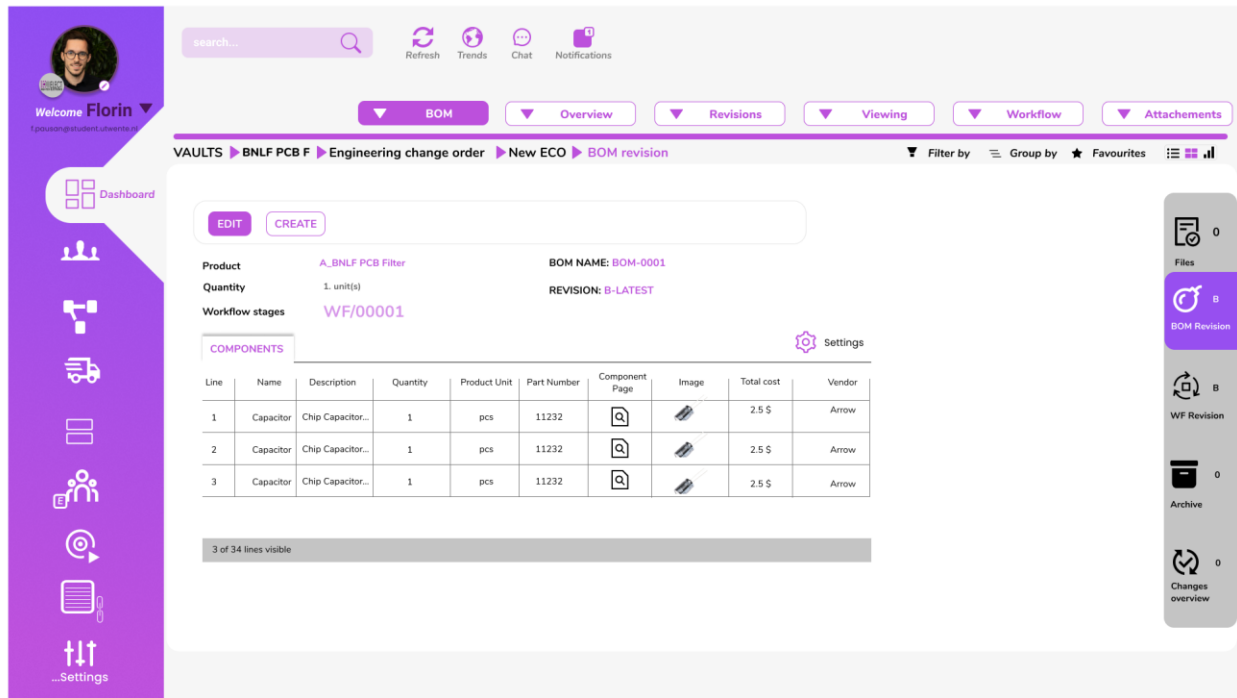 search...
Refresh
Trends
Chat
1
Notifications
Welcome Florin
f.pausan@student.utwente.nl
BOM
Overview
Revisions
Viewing
Workflow
Attachements
VAULTS BNLF PCB F Engineering change order New ECO BOM revision
Filter by
Group by
Favourites
Dashboard
EDIT
CREATE
Product A_BNLF PCB Filter
BOM NAME: BOM-0001
Quantity 1. unit(s)
REVISION: B-LATEST
Workflow stages WF/00001
COMPONENTS
Settings
Line Name Description Quantity Product Unit Part Number Component Page Image Total cost Vendor
1 Capacitor Chip Capacitor... 1 pcs 11232 2.5 $ Arrow
2 Capacitor Chip Capacitor... 1 pcs 11232 2.5 $ Arrow
3 Capacitor Chip Capacitor... 1 pcs 11232 2.5 $ Arrow
3 of 34 lines visible
0
Files
B
BOM Revision
B
WF Revision
0
Archive
0
Changes
overview
E
...Settings